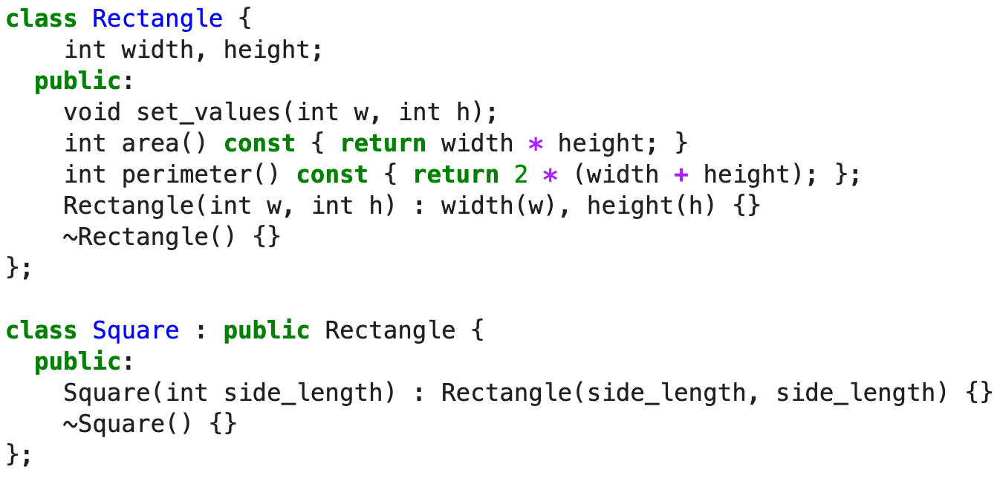 class Rectangle {
    int width, height;
  public:
    void set_values(int w, int h);
    int area() const { return width * height; }
    int perimeter() const { return 2 * (width + height); };
    Rectangle(int w, int h) : width(w), height(h) {}
    ~Rectangle() {}
};

class Square : public Rectangle {
  public:
    Square(int side_length) : Rectangle(side_length, side_length) {}
    ~Square() {}
};